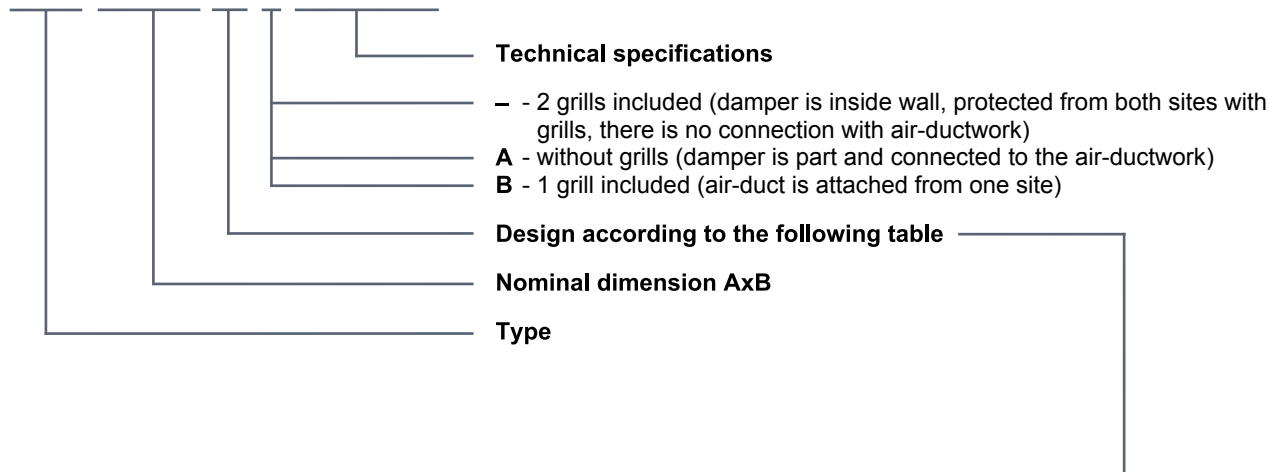 Technical specifications
– - 2 grills included (damper is inside wall, protected from both sites with
grills, there is no connection with air-ductwork)
A - without grills (damper is part and connected to the air-ductwork)
B - 1 grill included (air-duct is attached from one site)
Design according to the following table
Nominal dimension AxB
Type